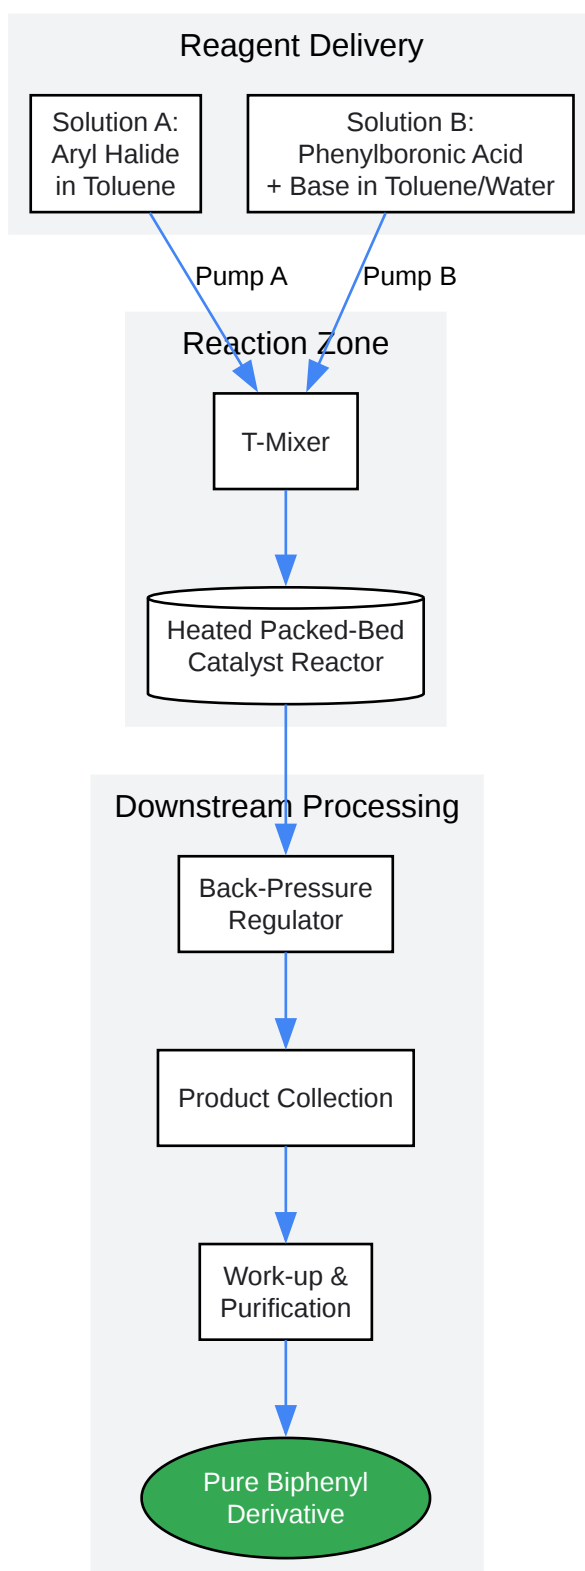 Reagent Delivery
Solution A:
Aryl Halide
in Toluene
Solution B:
Phenylboronic Acid
+ Base in Toluene/Water
Pump A
Pump B
Reaction Zone
T-Mixer
Heated Packed-Bed
Catalyst Reactor
Downstream Processing
Back-Pressure
Regulator
Product Collection
Work-up &
Purification
Pure Biphenyl
Derivative